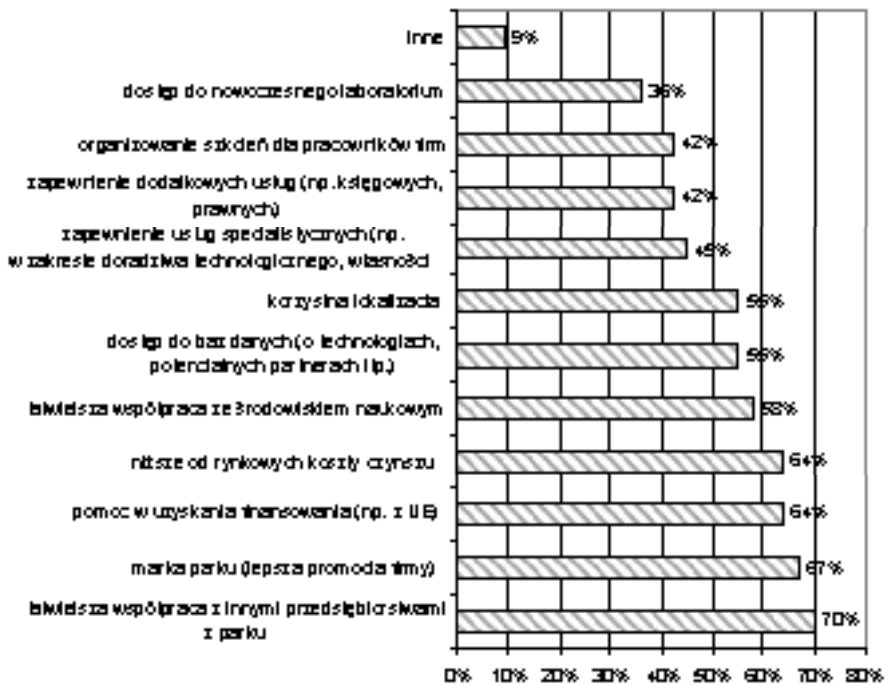 inne
9%
dostęp do nowoczesnego laboratorium
36%
organizowanie szkoleń dla pracowników firm
42%
zapewnienie dodatkowych usług (np. księgowych,
prawnych)
42%
zapewnienie usług specjalistycznych (np.
w zakresie doradztwa technologicznego, własności
45%
korzystna lokalizacja
55%
dostęp do baz danych (o technologiach,
potencjalnych partnerach itp.)
55%
łatwiejsza współpraca ze środowiskiem naukowym
58%
niższe od rynkowych koszty czynszu
64%
pomoc w uzyskania finansowania (np. z UE)
64%
marka parku (lepsza promocja firmy)
67%
łatwiejsza współpraca z innymi przedsiębiorstwami
z parku
70%
0% 10% 20% 30% 40% 50% 60% 70% 80%